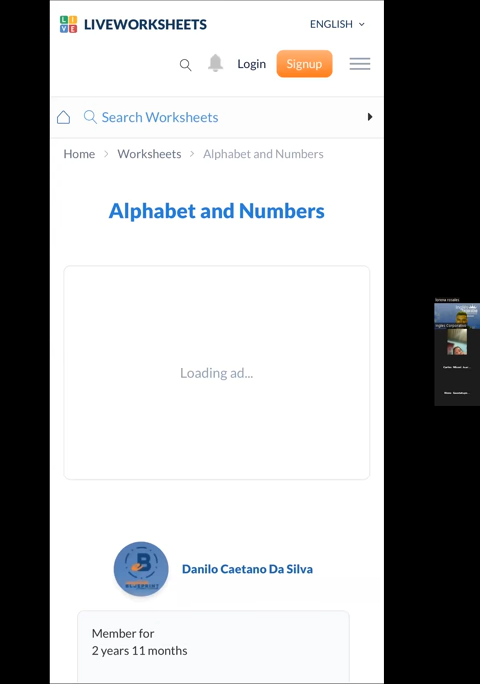 LIVE
LIVEWORKSHEETS
ENGLISH
Login
Signup
Search Worksheets
Home
Worksheets
Alphabet and Numbers
Alphabet and Numbers
Loading ad...
Danilo Caetano Da Silva
Member for
2 years 11 months